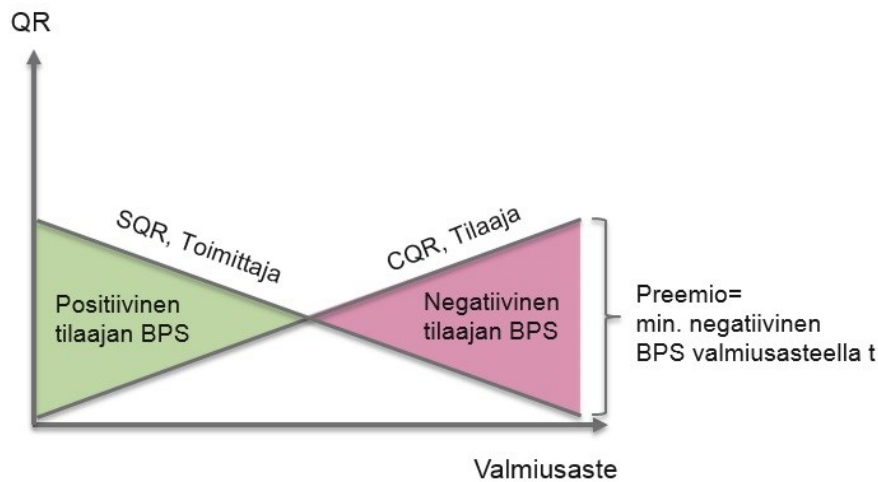 QR
SQR, Toimittaja
CQR, Tilaaja
Positiivinen
tilaajan BPS
Negatiivinen
tilaajan BPS
Preemio=
min. negatiivinen
BPS valmiusasteella t
Valmiusaste